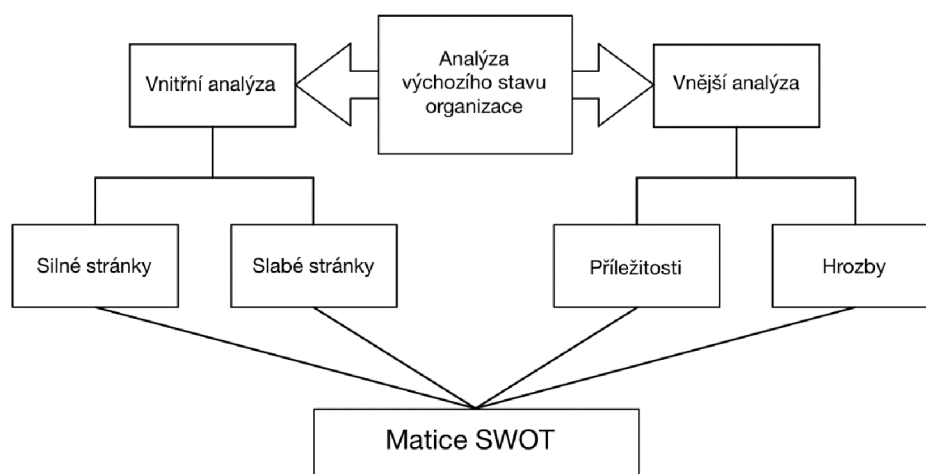 Analýza
výchozího stavu
organizace
Vnitřní analýza
Vnější analýza
Silné stránky
Slabé stránky
Příležitosti
Hrozby
Matice SWOT